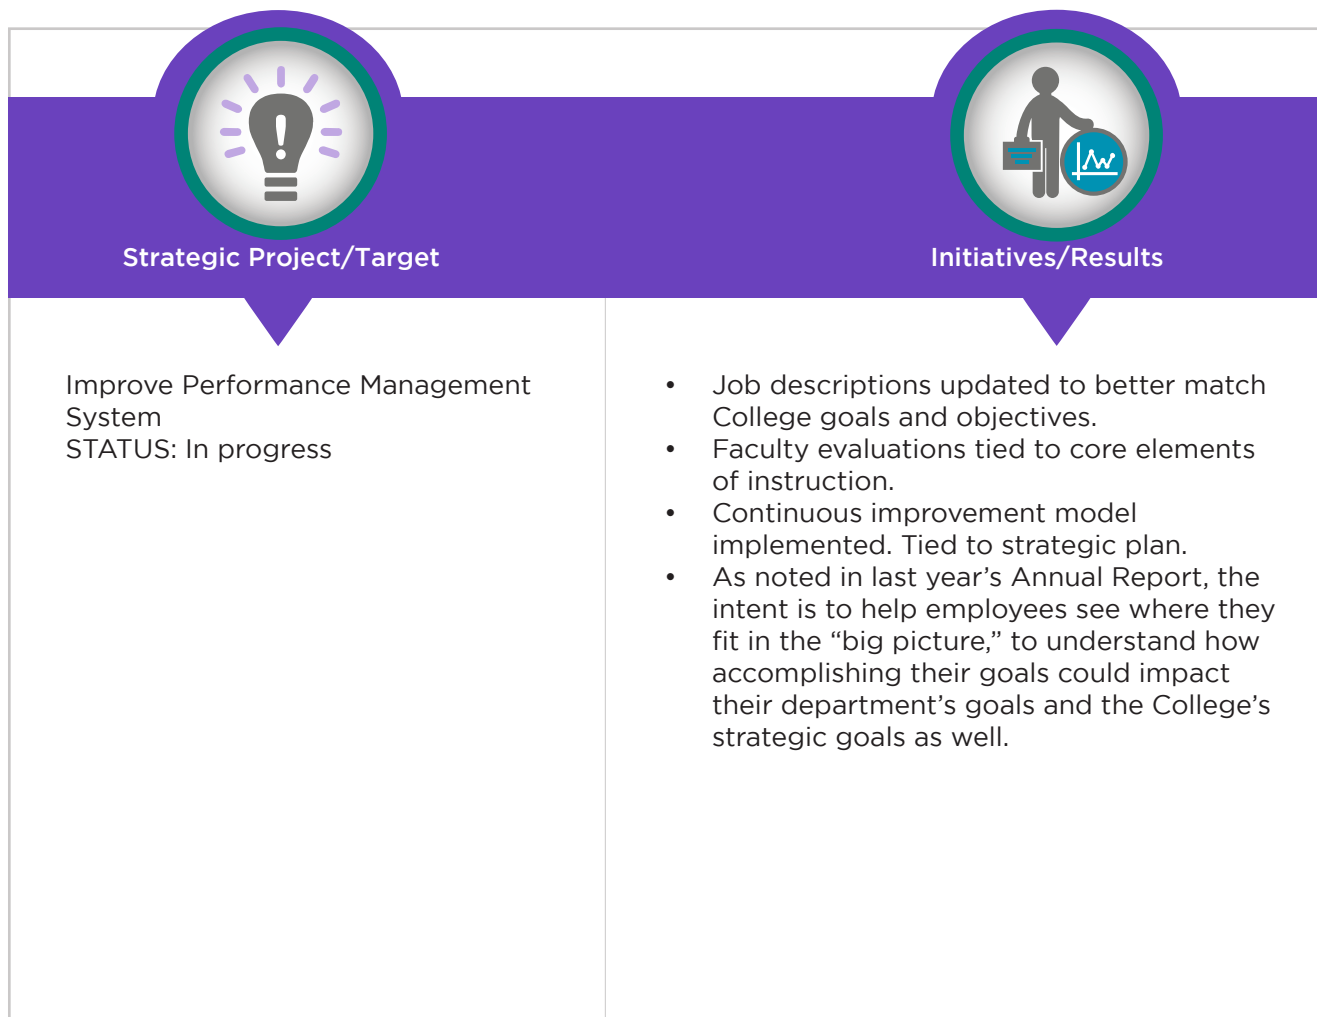 Strategic Project/Target
Initiatives/Results
Improve Performance Management
System
STATUS: In progress
• Job descriptions updated to better match
College goals and objectives.
• Faculty evaluations tied to core elements
of instruction.
• Continuous improvement model
implemented. Tied to strategic plan.
• As noted in last year’s Annual Report, the
intent is to help employees see where they
fit in the “big picture,” to understand how
accomplishing their goals could impact
their department’s goals and the College’s
strategic goals as well.